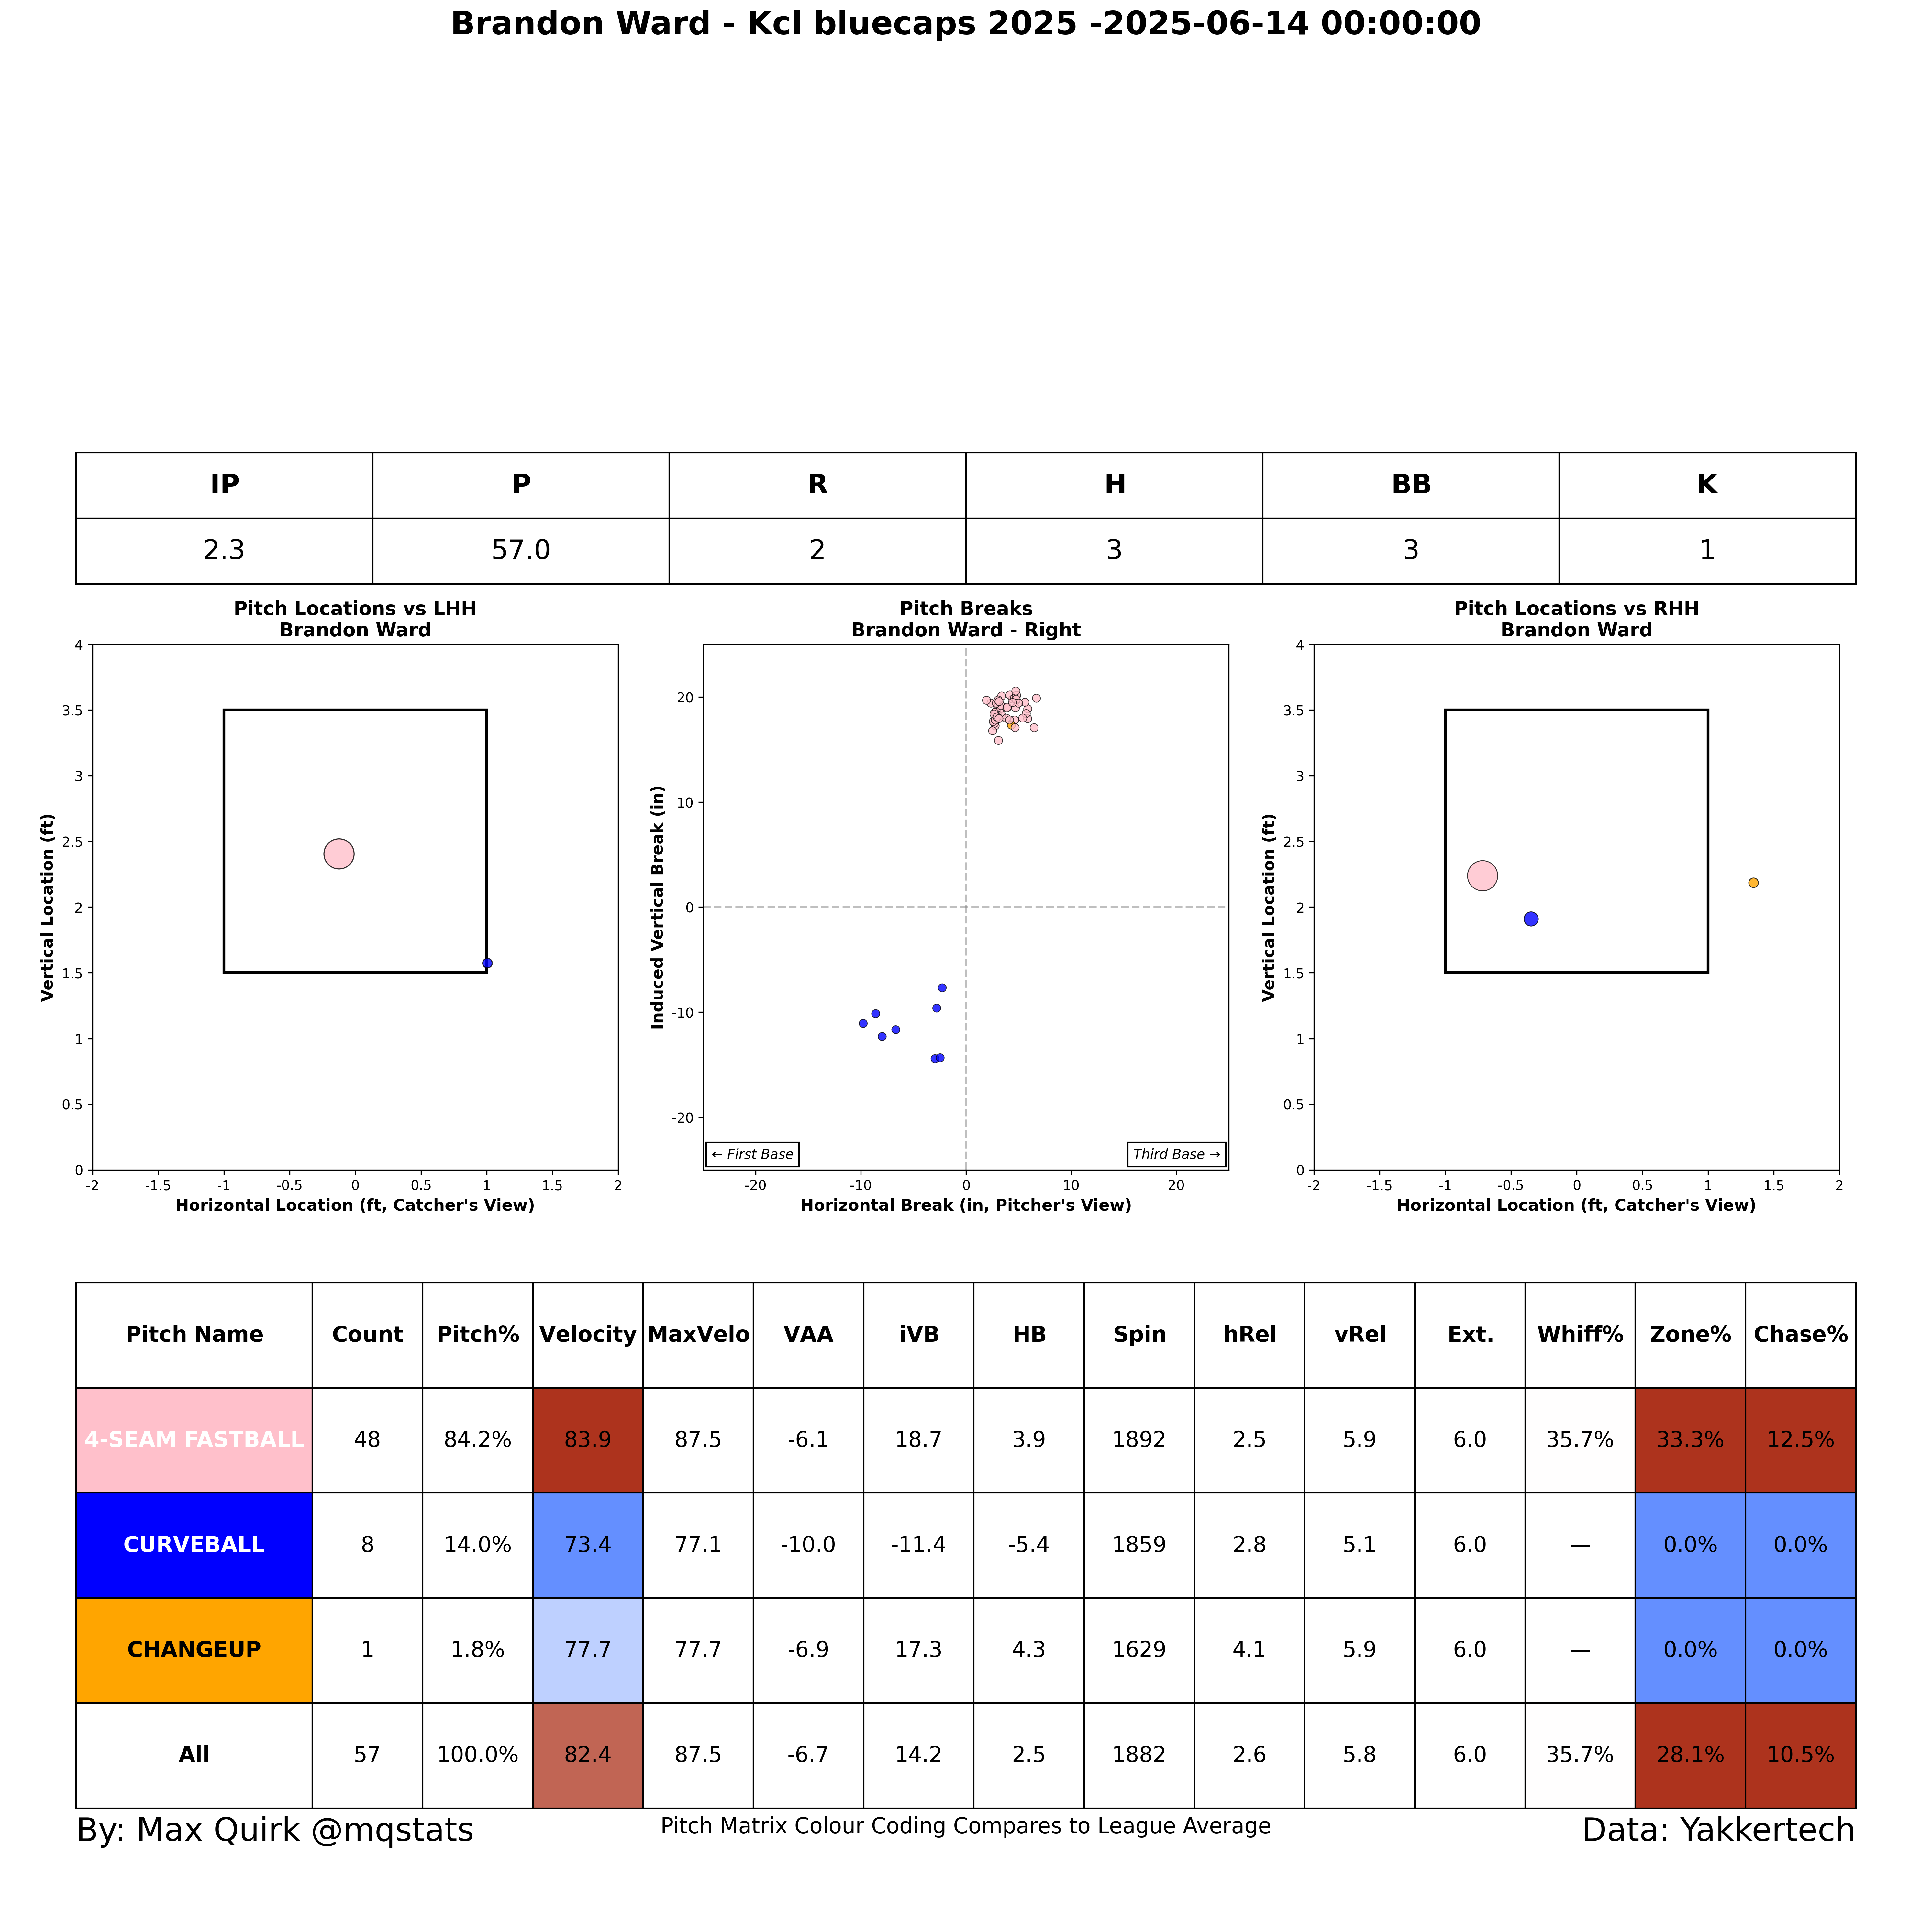 Brandon Ward - Kcl bluecaps 2025 -2025-06-14 00:00:00
IP P R H BB K
2.3 57.0 2 3 3 1
Pitch Locations vs LHH
Brandon Ward
4
3.5
3
2.5
2
1.5
1
0.5
0
-2 -1.5 -1 -0.5 0 0.5 1 1.5 2
Vertical Location (ft)
Horizontal Location (ft, Catcher's View)
Pitch Breaks
Brandon Ward - Right
20
10
0
-10
-20
← First Base
Third Base →
-20 -10 0 10 20
Induced Vertical Break (in)
Horizontal Break (in, Pitcher's View)
Pitch Locations vs RHH
Brandon Ward
4
3.5
3
2.5
2
1.5
1
0.5
0
-2 -1.5 -1 -0.5 0 0.5 1 1.5 2
Vertical Location (ft)
Horizontal Location (ft, Catcher's View)
Pitch Name Count Pitch% Velocity MaxVelo VAA iVB HB Spin hRel vRel Ext. Whiff% Zone% Chase%
4-SEAM FASTBALL 48 84.2% 83.9 87.5 -6.1 18.7 3.9 1892 2.5 5.9 6.0 35.7% 33.3% 12.5%
CURVEBALL 8 14.0% 73.4 77.1 -10.0 -11.4 -5.4 1859 2.8 5.1 6.0 — 0.0% 0.0%
CHANGEUP 1 1.8% 77.7 77.7 -6.9 17.3 4.3 1629 4.1 5.9 6.0 — 0.0% 0.0%
All 57 100.0% 82.4 87.5 -6.7 14.2 2.5 1882 2.6 5.8 6.0 35.7% 28.1% 10.5%
By: Max Quirk @mqstats
Pitch Matrix Colour Coding Compares to League Average
Data: Yakkertech